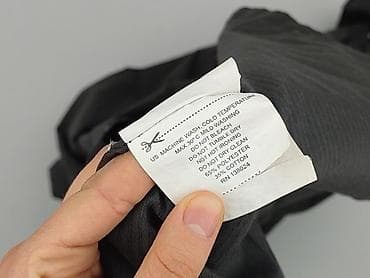 US MACHINE WASH, COLD TEMPERATURE
MAX 30° C MILD WASHING
DO NOT BLEACH
DO NOT TUMBLE DRY
NOT HOT IRONING
DO NOT DRY CLEAN
65% POLYESTER
35% COTTON
RN 138624